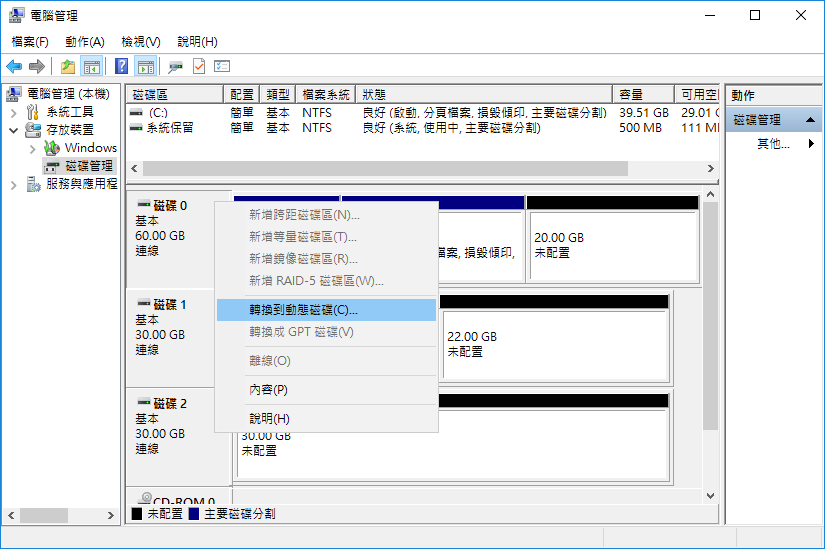 電腦管理
檔案(F) 動作(A) 檢視(V) 說明(H)
電腦管理 (本機)
系統工具
存放裝置
Windows
磁碟管理
服務與應用程
磁碟區 配置 類型 檔案系統 狀態 容量 可用空
(C:) 簡單 基本 NTFS 良好 (啟動, 分頁檔案, 損毀傾印, 主要磁碟分割) 39.51 GB 29.01 G
系統保留 簡單 基本 NTFS 良好 (系統, 使用中, 主要磁碟分割) 500 MB 111 M
動作
磁碟管理
其他...
磁碟 0
基本
60.00 GB
連線
檔案, 損毀傾印,
20.00 GB
未配置
磁碟 1
基本
30.00 GB
連線
22.00 GB
未配置
磁碟 2
基本
30.00 GB
連線
30.00 GB
未配置
新增跨距磁碟區(N)...
新增等量磁碟區(T)...
新增鏡像磁碟區(R)...
新增 RAID-5 磁碟區(W)...
轉換到動態磁碟(C)...
轉換成 GPT 磁碟(V)
離線(O)
內容(P)
說明(H)
CD-ROM 0
未配置 主要磁碟分割